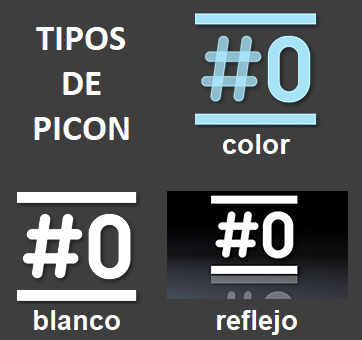 TIPOS
DE
PICON
#0
color
#0
blanco
#0
reflejo